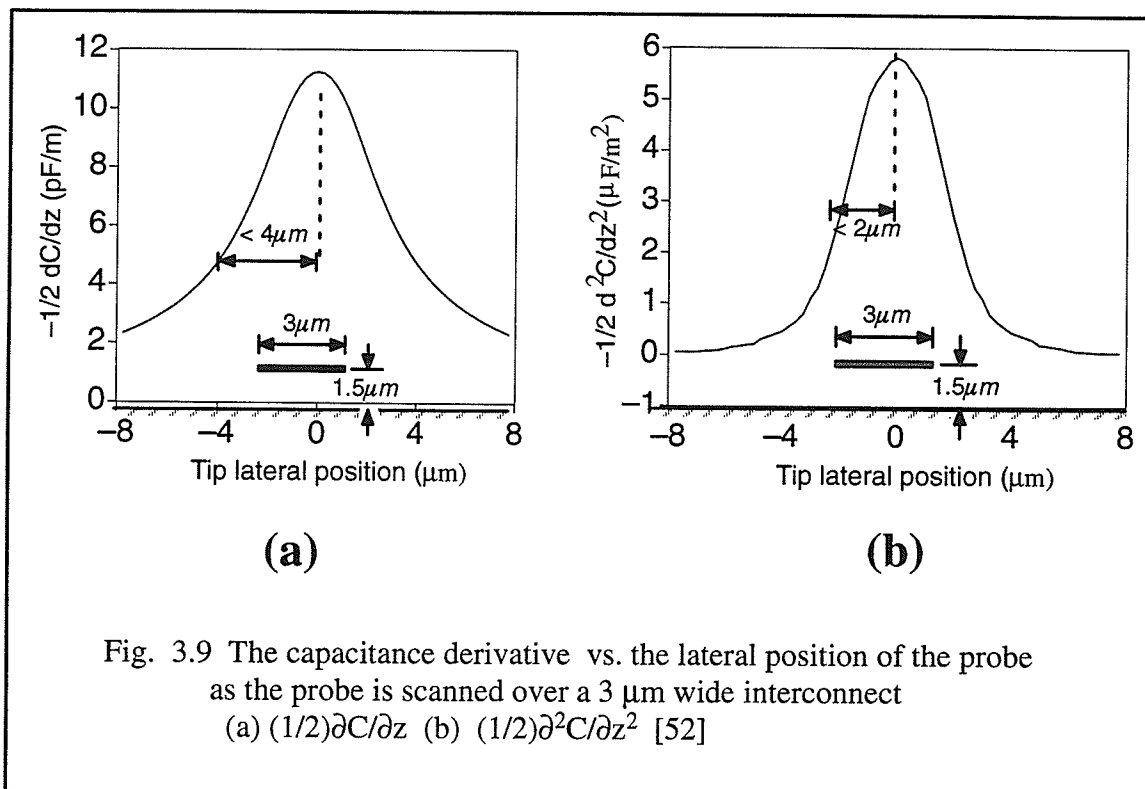 12
10
8
6
4
2
0
−1/2 dC/dz (pF/m)
< 4μm
3μm
1.5μm
−8
−4
0
4
8
Tip lateral position (μm)
(a)
6
5
4
3
2
1
0
−1
−1/2 d²C/dz² (μF/m²)
< 2μm
3μm
1.5μm
−8
−4
0
4
8
Tip lateral position (μm)
(b)
Fig. 3.9 The capacitance derivative vs. the lateral position of the probe
as the probe is scanned over a 3 μm wide interconnect
(a) (1/2)∂C/∂z (b) (1/2)∂²C/∂z² [52]